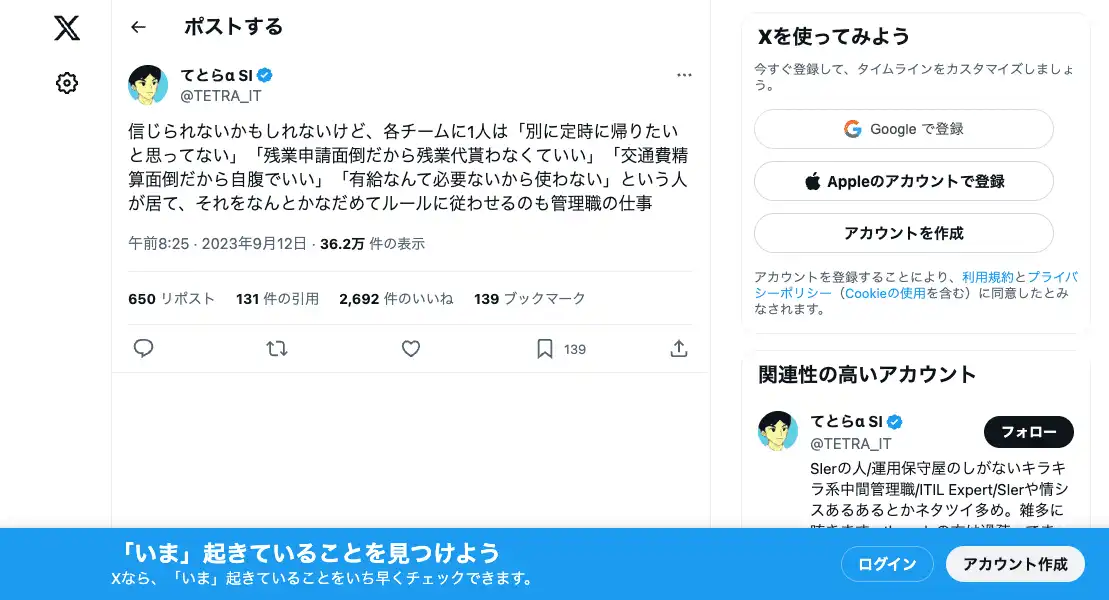 ポストする
てとらα SI
@TETRA_IT
信じられないかもしれないけど、各チームに1人は「別に定時に帰りたい
と思ってない」「残業申請面倒だから残業代貰わなくていい」「交通費精
算面倒だから自腹でいい」「有給なんて必要ないから使わない」という人
が居て、それをなんとかなだめてルールに従わせるのも管理職の仕事
午前8:25 · 2023年9月12日 · 36.2万 件の表示
650 リポスト 131 件の引用 2,692 件のいいね 139 ブックマーク
139
Xを使ってみよう
今すぐ登録して、タイムラインをカスタマイズしましょ
う。
Google で登録
Appleのアカウントで登録
アカウントを作成
アカウントを登録することにより、利用規約とプライバ
シーポリシー（Cookieの使用を含む）に同意したとみ
なされます。
関連性の高いアカウント
てとらα SI
@TETRA_IT
フォロー
SIerの人/運用保守屋のしがないキラキ
ラ系中間管理職/ITIL Expert/SIerや情シ
スあるあるとかネタツイ多め。雑多に
「いま」起きていることを見つけよう
Xなら、「いま」起きていることをいち早くチェックできます。
ログイン
アカウント作成